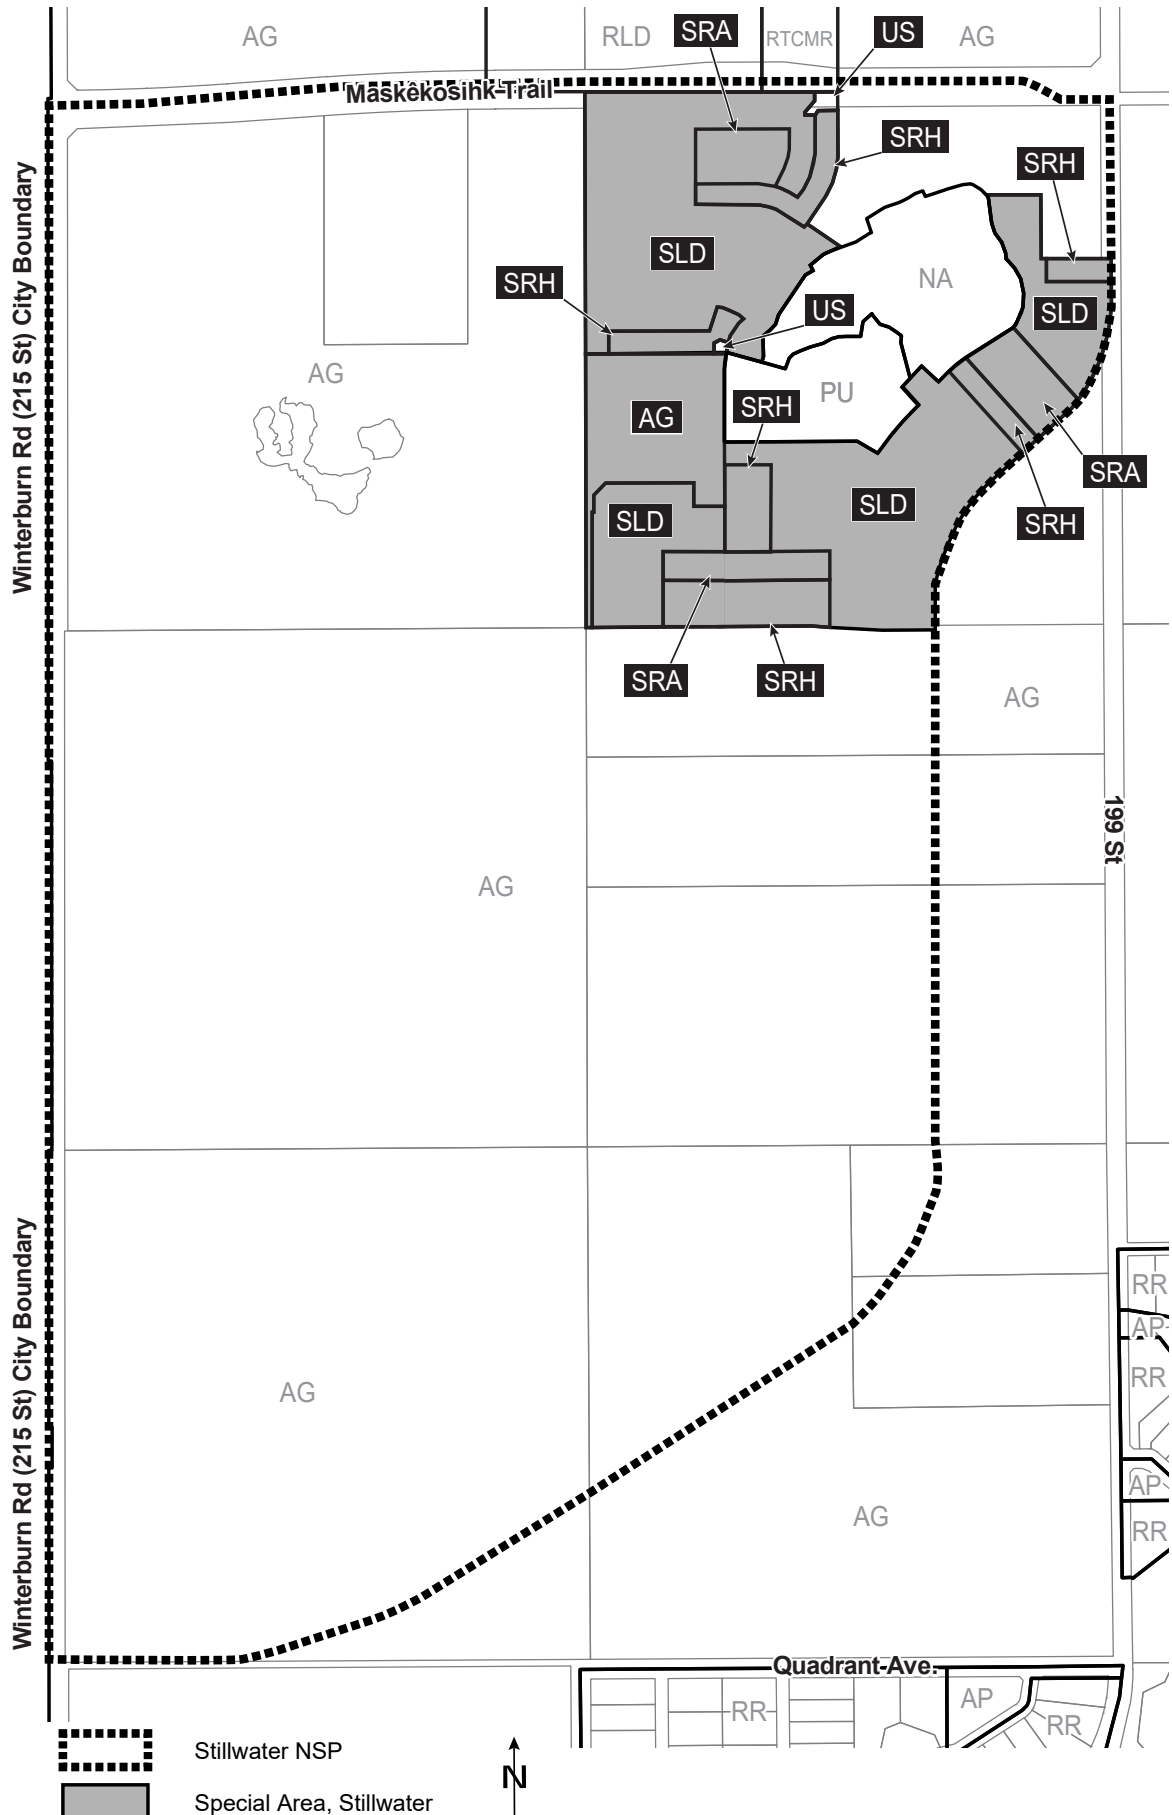 AG
RLD
SRA
RTCMR
US
AG
Maskêkosihk Trail
SRH
SRH
SLD
NA
SRH
US
SLD
Winterburn Rd (215 St) City Boundary
AG
PU
SRH
AG
SRA
SLD
SLD
SRH
SRA
SRH
AG
199 St
AG
Winterburn Rd (215 St) City Boundary
RR
AP
RR
AG
AP
AG
RR
Quadrant Ave.
RR
AP
RR
Stillwater NSP
N
Special Area, Stillwater